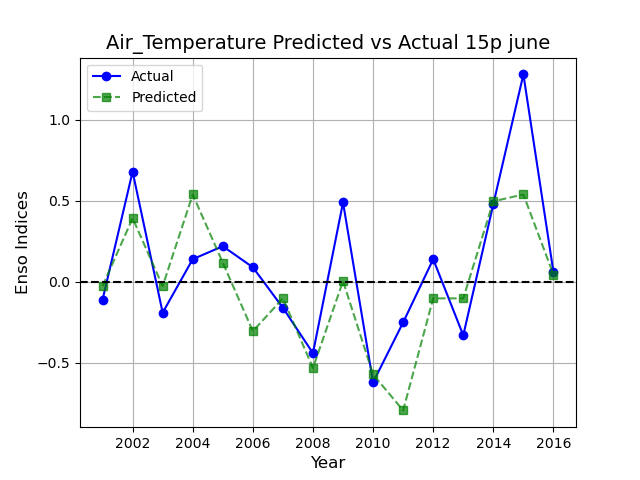 Air_Temperature Predicted vs Actual 15p june
Actual
Predicted
Enso Indices
1.0
0.5
0.0
−0.5
2002 2004 2006 2008 2010 2012 2014 2016
Year